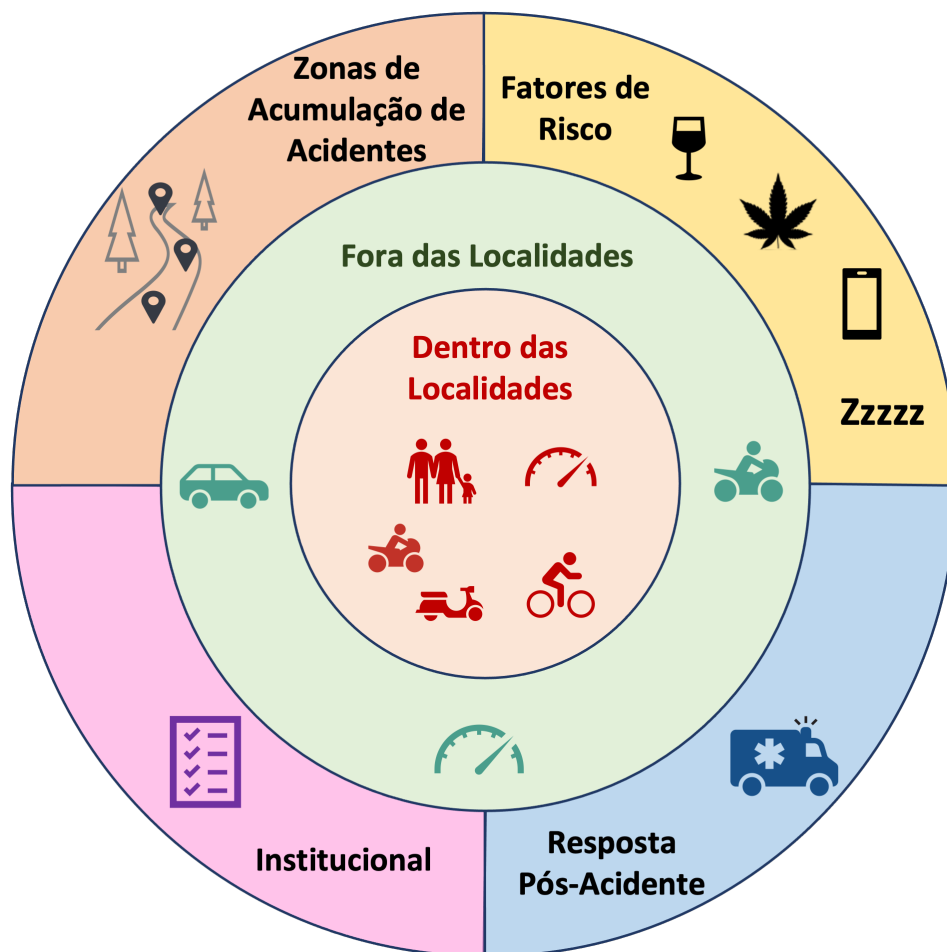 Zonas de
Acumulação de
Acidentes
Fatores de
Risco
Zzzzz
Fora das Localidades
Dentro das
Localidades
Institucional
Resposta
Pós-Acidente